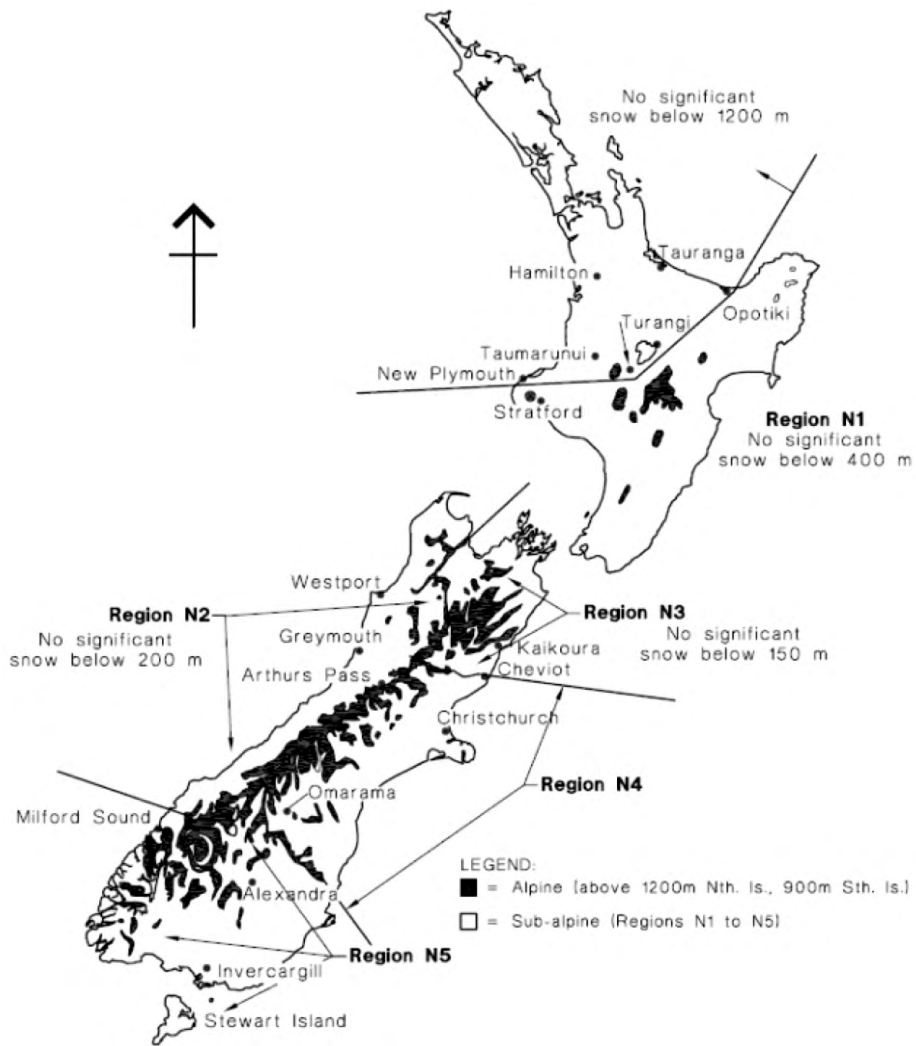 No significant
snow below 1200 m
Tauranga
Hamilton
Opotiki
Turangi
Taumarunui
New Plymouth
Stratford
Region N1
No significant
snow below 400 m
Westport
Region N2
No significant
snow below 200 m
Greymouth
Region N3
No significant
snow below 150 m
Kaikoura
Arthurs Pass
Cheviot
Christchurch
Region N4
Omarama
Milford Sound
LEGEND:
= Alpine (above 1200m Nth. Is., 900m Sth. Is.)
= Sub-alpine (Regions N1 to N5)
Alexandra
Region N5
Invercargill
Stewart Island